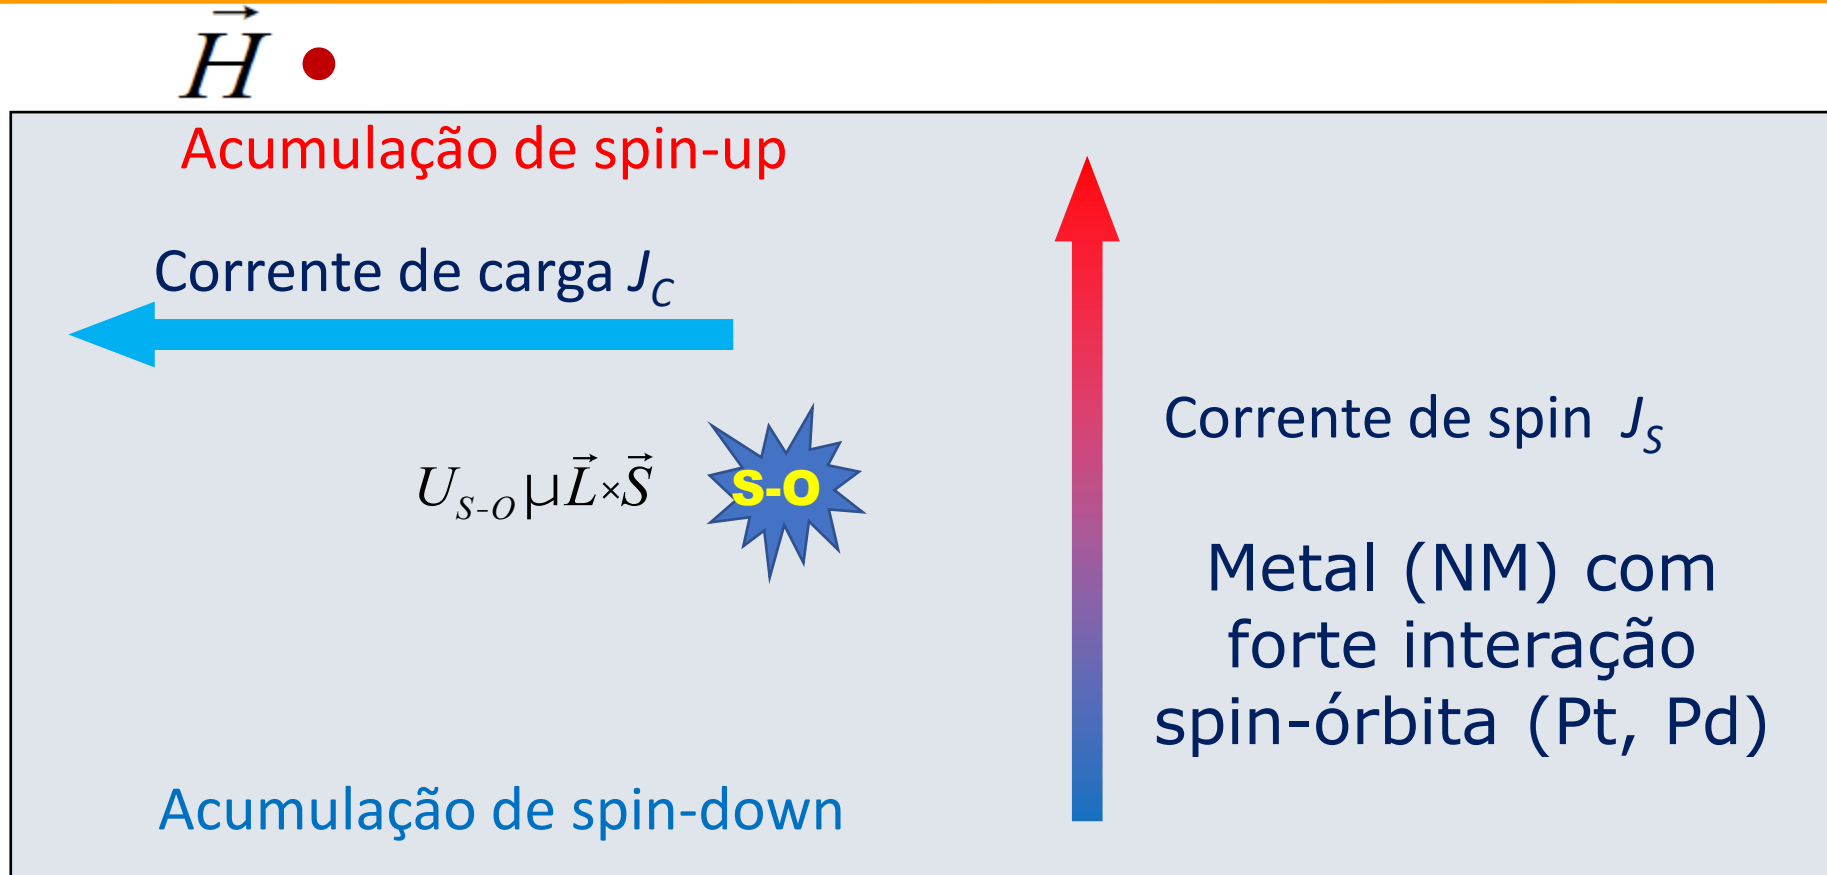 H⃗ •
Acumulação de spin-up
Corrente de carga J_C
Corrente de spin J_S
U_{S-O} µ L⃗×S⃗
S-O
Metal (NM) com
forte interação
spin-órbita (Pt, Pd)
Acumulação de spin-down